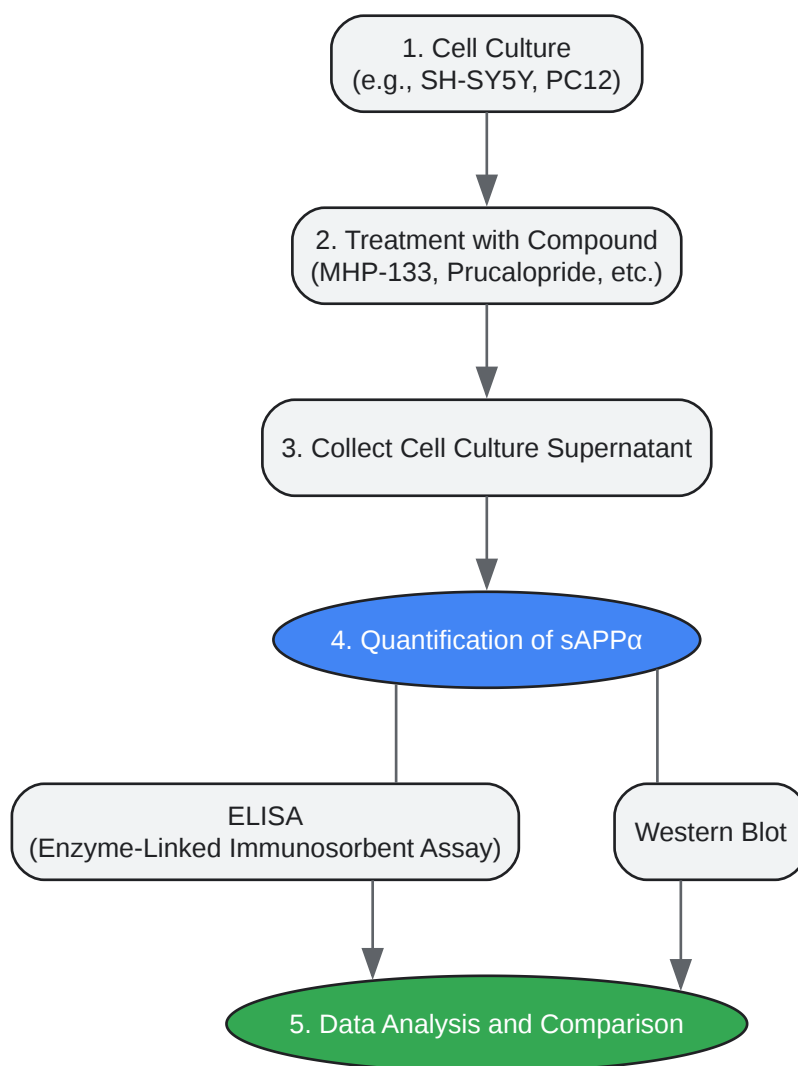 1. Cell Culture
(e.g., SH-SY5Y, PC12)
2. Treatment with Compound
(MHP-133, Prucalopride, etc.)
3. Collect Cell Culture Supernatant
4. Quantification of sAPPα
ELISA
(Enzyme-Linked Immunosorbent Assay)
Western Blot
5. Data Analysis and Comparison